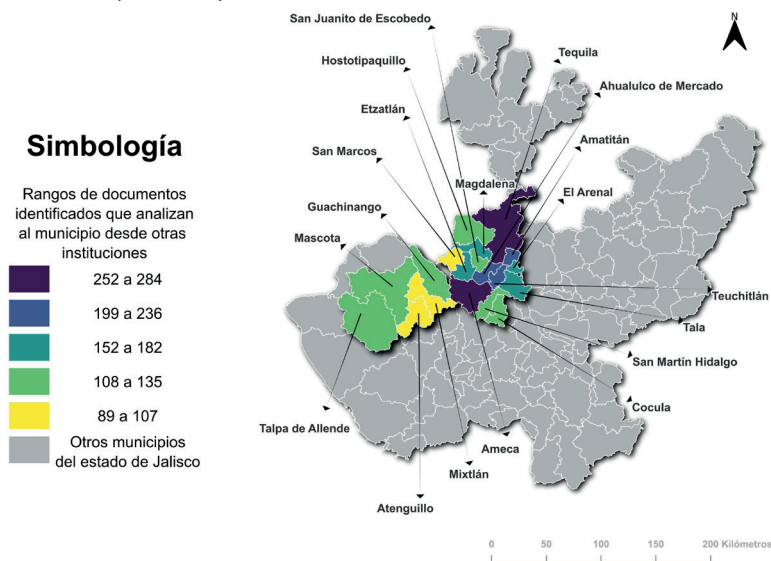 San Juanito de Escobedo
N
Hostotipaquillo
Tequila
Etzatlán
Ahualulco de Mercado
San Marcos
Amatitán
Magdalena
El Arenal
Guachinango
Mascota
Simbología
Rangos de documentos
identificados que analizan
al municipio desde otras
instituciones
252 a 284
199 a 236
152 a 182
108 a 135
89 a 107
Otros municipios
del estado de Jalisco
Teuchitlán
Tala
San Martín Hidalgo
Cocula
Talpa de Allende
Ameca
Mixtlán
Atenguillo
0 50 100 150 200 Kilómetros